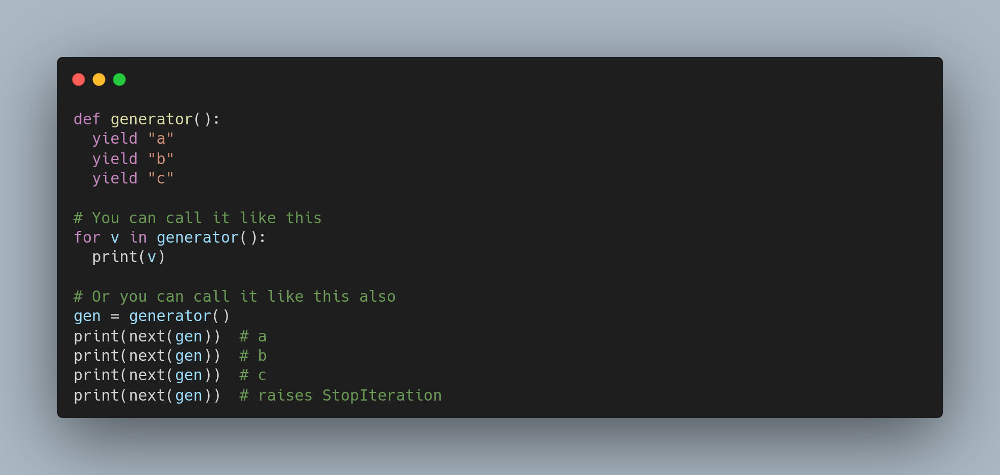 def generator():
  yield "a"
  yield "b"
  yield "c"

# You can call it like this
for v in generator():
  print(v)

# Or you can call it like this also
gen = generator()
print(next(gen))  # a
print(next(gen))  # b
print(next(gen))  # c
print(next(gen))  # raises StopIteration